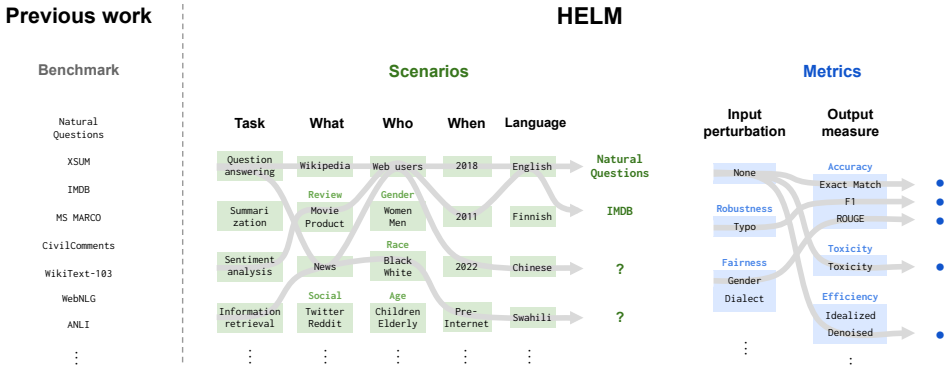 Previous work
HELM
Benchmark
Scenarios
Metrics
Natural
Questions
XSUM
IMDB
MS MARCO
CivilComments
WikiText-103
WebNLG
ANLI
⋮
Task
What
Who
When
Language
Question
answering
Wikipedia
Web users
2018
English
Natural
Questions
Review
Gender
Summari
zation
Movie
Product
Women
Men
2011
Finnish
IMDB
Race
Sentiment
analysis
News
Black
White
2022
Chinese
?
Social
Age
Information
retrieval
Twitter
Reddit
Children
Elderly
Pre-
Internet
Swahili
?
⋮
⋮
⋮
⋮
⋮
Input
perturbation
None
Robustness
Typo
Fairness
Gender
Dialect
⋮
Output
measure
Accuracy
Exact Match
F1
ROUGE
Toxicity
Toxicity
Efficiency
Idealized
Denoised
⋮